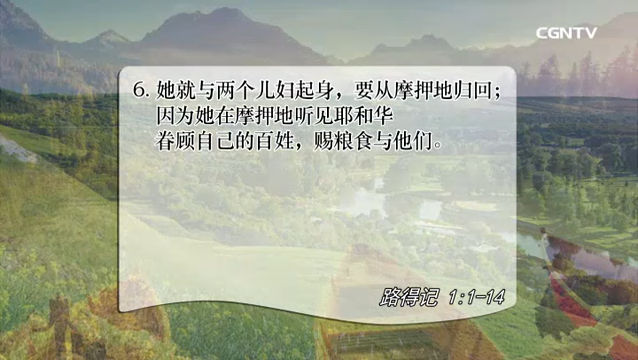 CGNTV
6. 她就与两个儿妇起身，要从摩押地归回；
因为她在摩押地听见耶和华
眷顾自己的百姓，赐粮食与他们。
路得记 1:1-14